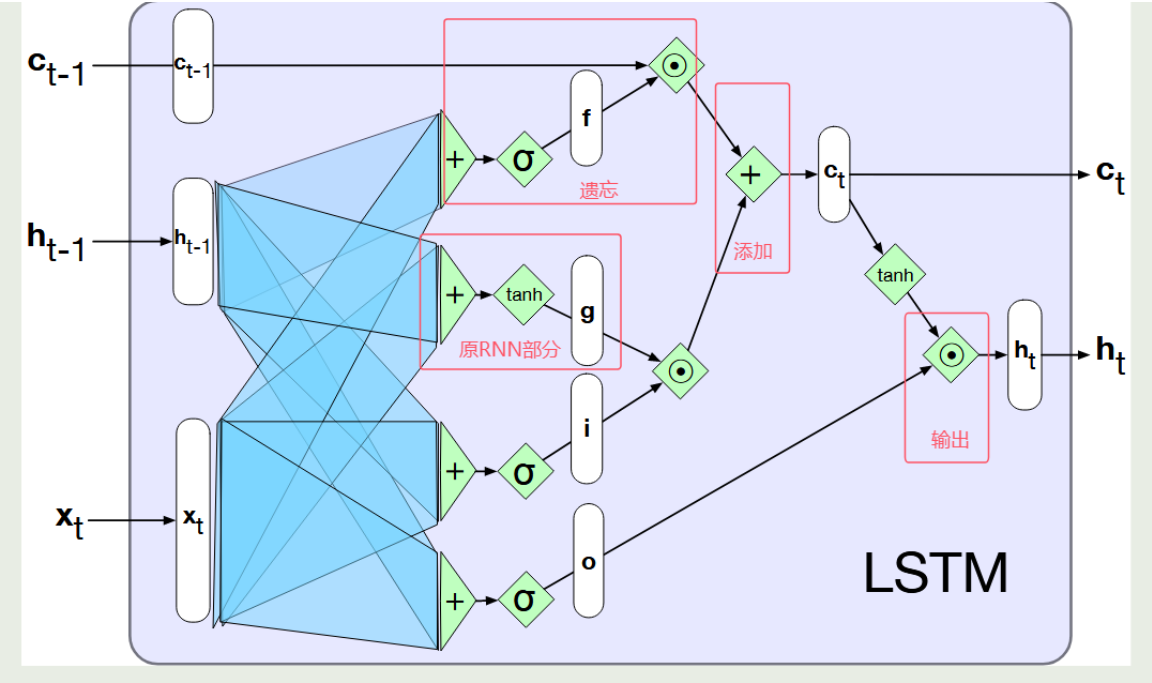 c_{t-1}
c_{t-1}
⊙
f
+
σ
遗忘
+
c_t
c_t
h_{t-1}
h_{t-1}
添加
tanh
+
tanh
g
原RNN部分
⊙
⊙
h_t
h_t
输出
i
+
σ
x_t
x_t
o
+
σ
LSTM